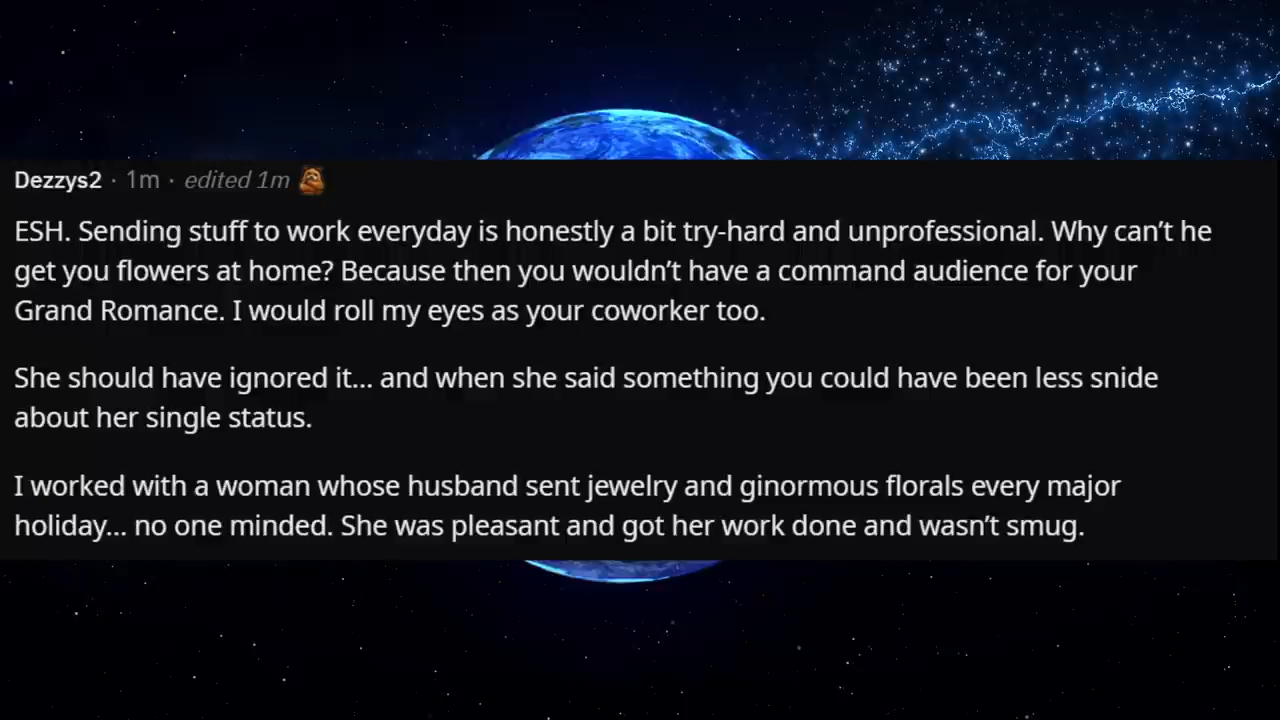 Dezzys2 · 1m · edited 1m
ESH. Sending stuff to work everyday is honestly a bit try-hard and unprofessional. Why can’t he
get you flowers at home? Because then you wouldn’t have a command audience for your
Grand Romance. I would roll my eyes as your coworker too.
She should have ignored it... and when she said something you could have been less snide
about her single status.
I worked with a woman whose husband sent jewelry and ginormous florals every major
holiday... no one minded. She was pleasant and got her work done and wasn’t smug.